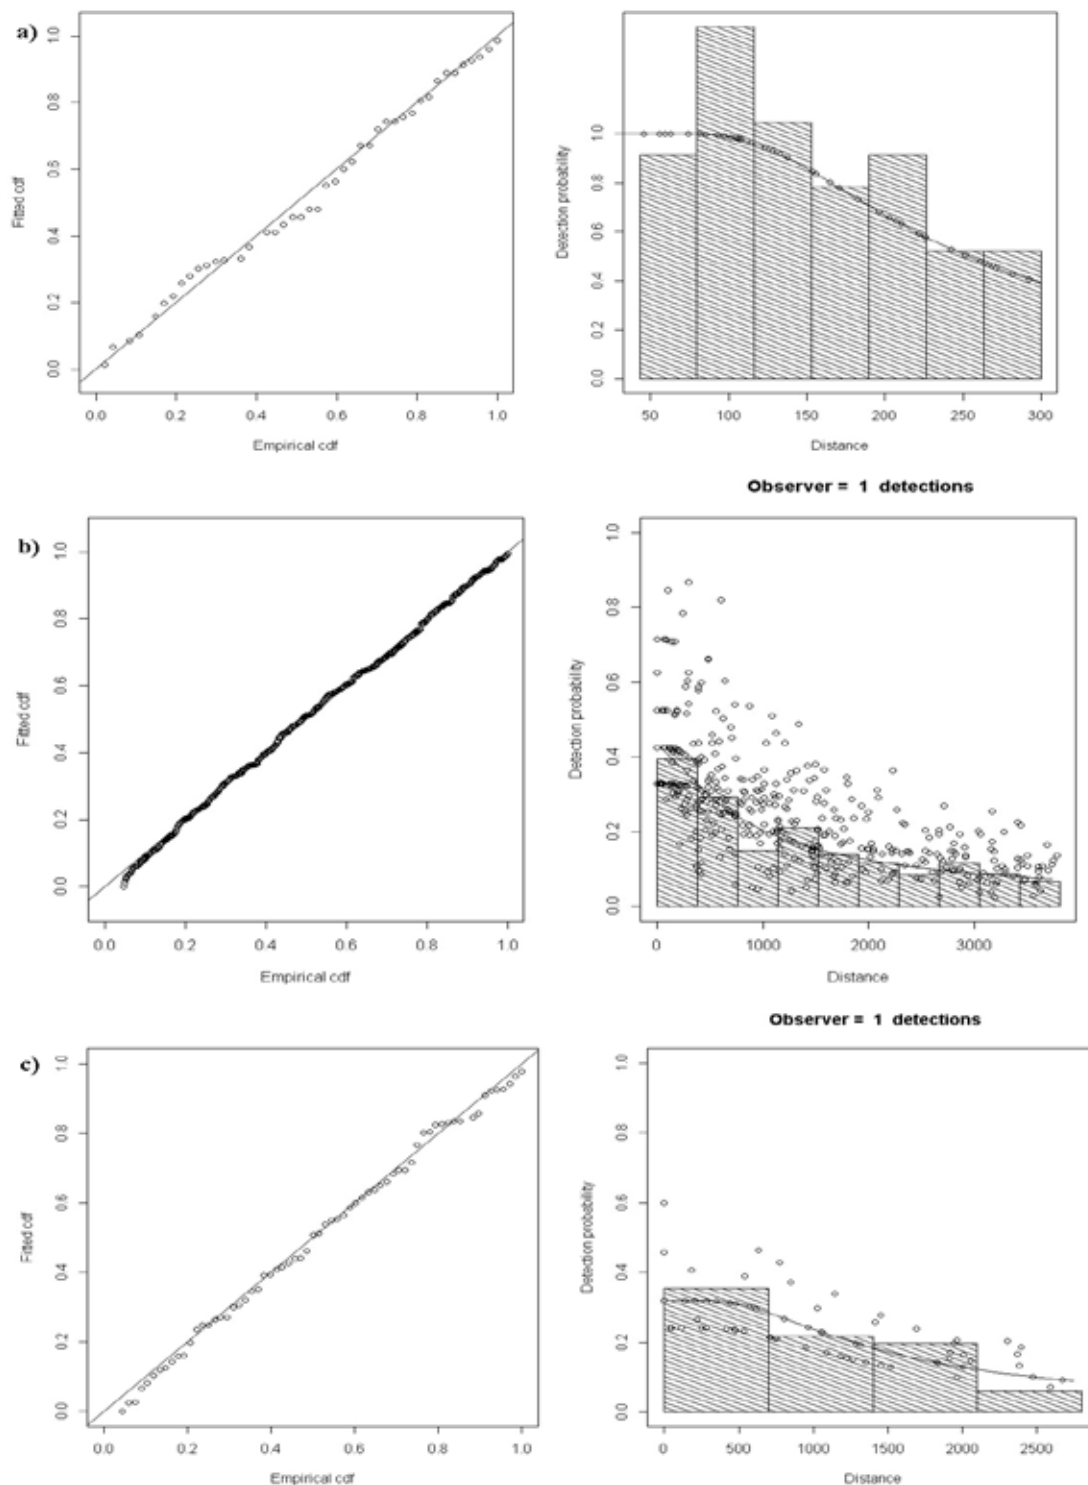 a)
Fitted cdf
0.0 0.2 0.4 0.6 0.8 1.0
0.0 0.2 0.4 0.6 0.8 1.0
Empirical cdf
Detection probability
0.0 0.2 0.4 0.6 0.8 1.0
50 100 150 200 250 300
Distance
b)
Fitted cdf
0.0 0.2 0.4 0.6 0.8 1.0
0.0 0.2 0.4 0.6 0.8 1.0
Empirical cdf
Observer = 1 detections
Detection probability
0.0 0.2 0.4 0.6 0.8 1.0
0 1000 2000 3000
Distance
c)
Fitted cdf
0.0 0.2 0.4 0.6 0.8 1.0
0.0 0.2 0.4 0.6 0.8 1.0
Empirical cdf
Observer = 1 detections
Detection probability
0.0 0.2 0.4 0.6 0.8 1.0
0 500 1000 1500 2000 2500
Distance